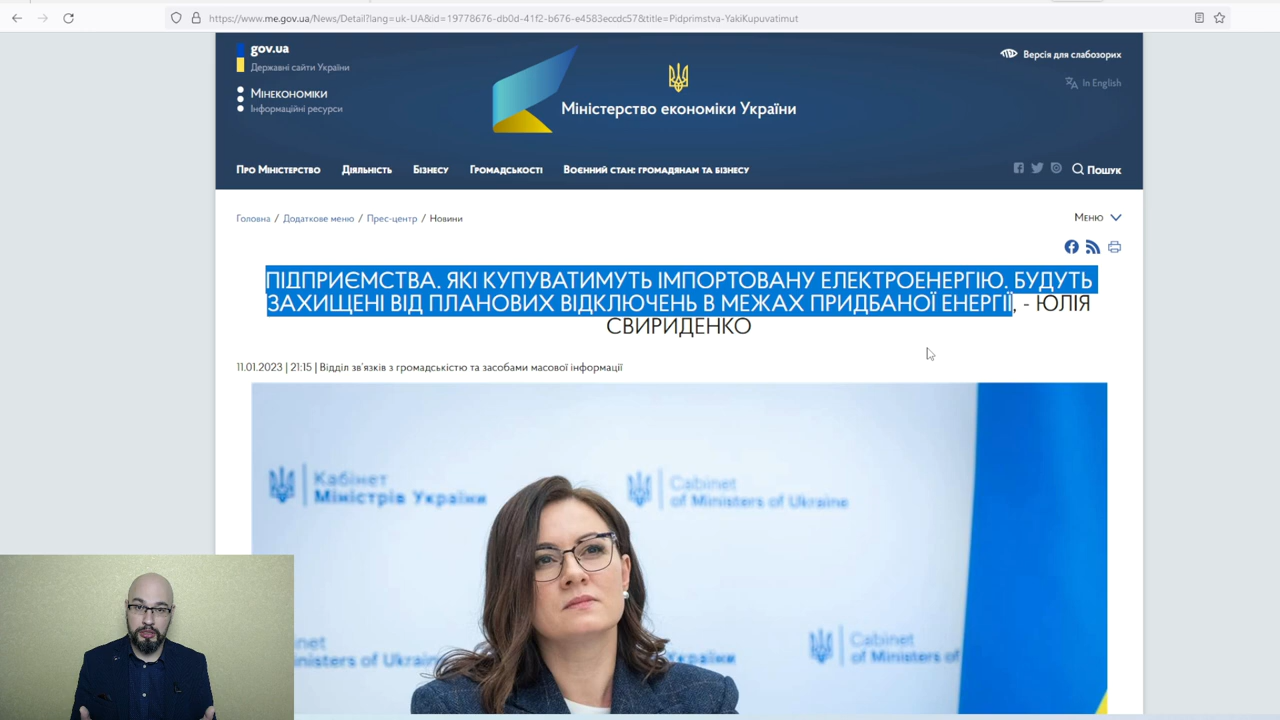 https://www.me.gov.ua/News/Detail?lang=uk-UA&id=19778676-db0d-41f2-b676-e4583eccdc57&title=Pidprimstva-YakiKupuvatimut
gov.ua
Державні сайти України
Мінекономіки
Інформаційні ресурси
Міністерство економіки України
Версія для слабозорих
In English
Про Міністерство
Діяльність
Бізнесу
Громадськості
Воєнний стан: громадянам та бізнесу
Пошук
Головна / Додаткове меню / Прес-центр / Новини
Меню
ПІДПРИЄМСТВА. ЯКІ КУПУВАТИМУТЬ ІМПОРТОВАНУ ЕЛЕКТРОЕНЕРГІЮ. БУДУТЬ
ЗАХИЩЕНІ ВІД ПЛАНОВИХ ВІДКЛЮЧЕНЬ В МЕЖАХ ПРИДБАНОЇ ЕНЕРГІЇ, - ЮЛІЯ
СВИРИДЕНКО
11.01.2023 | 21:15 | Відділ зв'язків з громадськістю та засобами масової інформації
Кабінет
Міністрів України
Cabinet
of Ministers of Ukraine
inisters of Ukrai
країни
Cabinet
of Ministers of